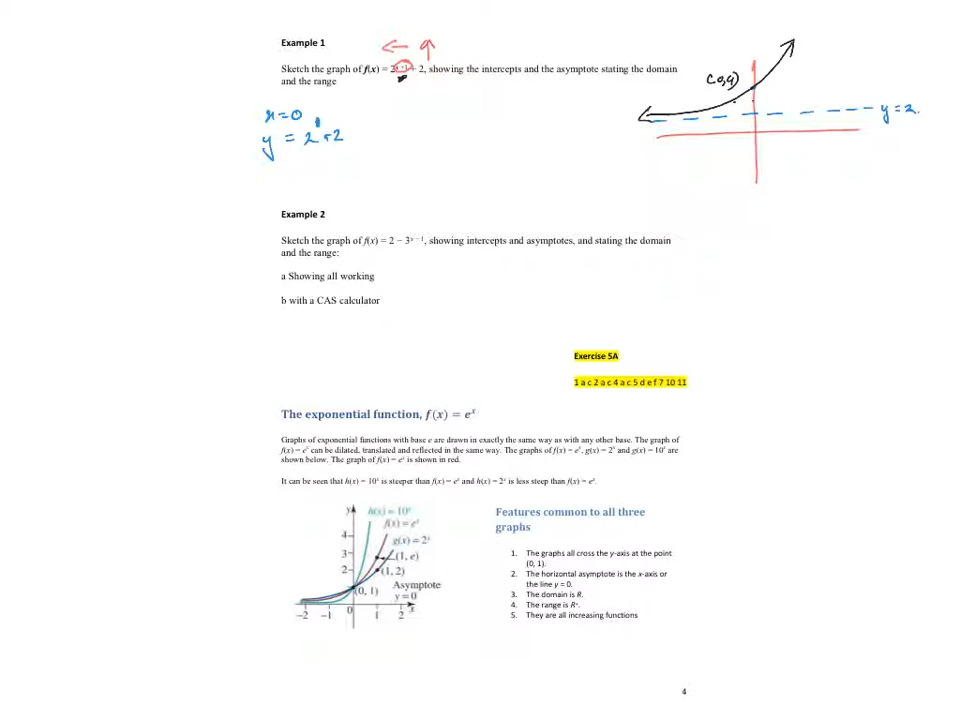 Example 1
Sketch the graph of f(x) = 2ˣ⁺¹ + 2, showing the intercepts and the asymptote stating the domain
and the range
(0,4)
x=0
y = 2¹+2
y = 2.
Example 2
Sketch the graph of f(x) = 2 − 3ˣ⁻¹, showing intercepts and asymptotes, and stating the domain
and the range:
a Showing all working
b with a CAS calculator
Exercise 5A
1 a c 2 a c 4 a c 5 d e f 7 10 11
The exponential function, f(x) = eˣ
Graphs of exponential functions with base e are drawn in exactly the same way as with any other base. The graph of
f(x) = eˣ can be dilated, translated and reflected in the same way. The graphs of f(x) = eˣ, g(x) = 2ˣ and g(x) = 10ˣ are
shown below. The graph of f(x) = eˣ is shown in red.
It can be seen that h(x) = 10ˣ is steeper than f(x) = eˣ and h(x) = 2ˣ is less steep than f(x) = eˣ.
y
h(x) = 10ˣ
f(x) = eˣ
g(x) = 2ˣ
4
3
2
(1, e)
(1, 2)
(0, 1)
Asymptote
y = 0
x
−2 −1 0 1 2
Features common to all three
graphs
1. The graphs all cross the y-axis at the point
(0, 1).
2. The horizontal asymptote is the x-axis or
the line y = 0.
3. The domain is R.
4. The range is R⁺.
5. They are all increasing functions
4